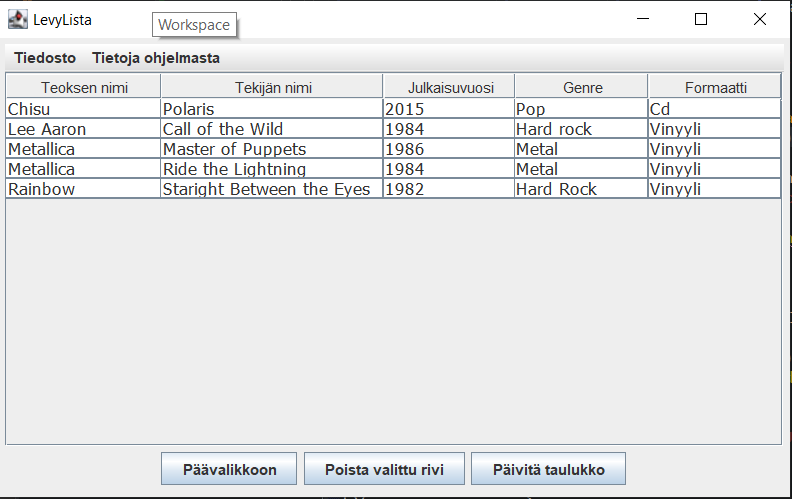 LevyLista
Workspace
Tiedosto Tietoja ohjelmasta
Teoksen nimi Tekijän nimi Julkaisuvuosi Genre Formaatti
Chisu Polaris 2015 Pop Cd
Lee Aaron Call of the Wild 1984 Hard rock Vinyyli
Metallica Master of Puppets 1986 Metal Vinyyli
Metallica Ride the Lightning 1984 Metal Vinyyli
Rainbow Staright Between the Eyes 1982 Hard Rock Vinyyli
Päävalikkoon Poista valittu rivi Päivitä taulukko